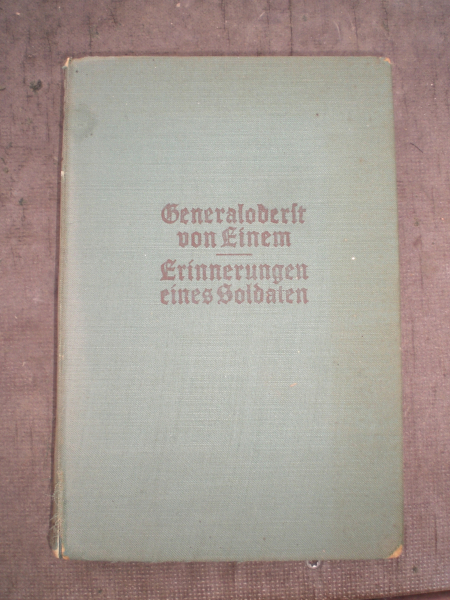 Generaloberst
von Einem
Erinnerungen
eines Soldaten